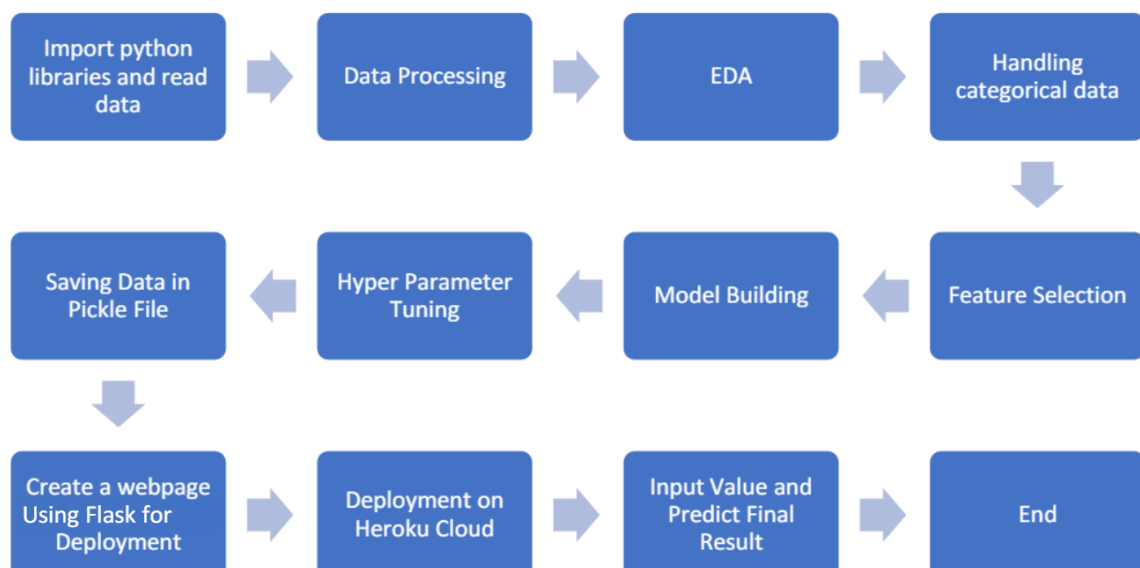 Import python
libraries and read
data
Data Processing
EDA
Handling
categorical data
Feature Selection
Model Building
Hyper Parameter
Tuning
Saving Data in
Pickle File
Create a webpage
Using Flask for
Deployment
Deployment on
Heroku Cloud
Input Value and
Predict Final
Result
End